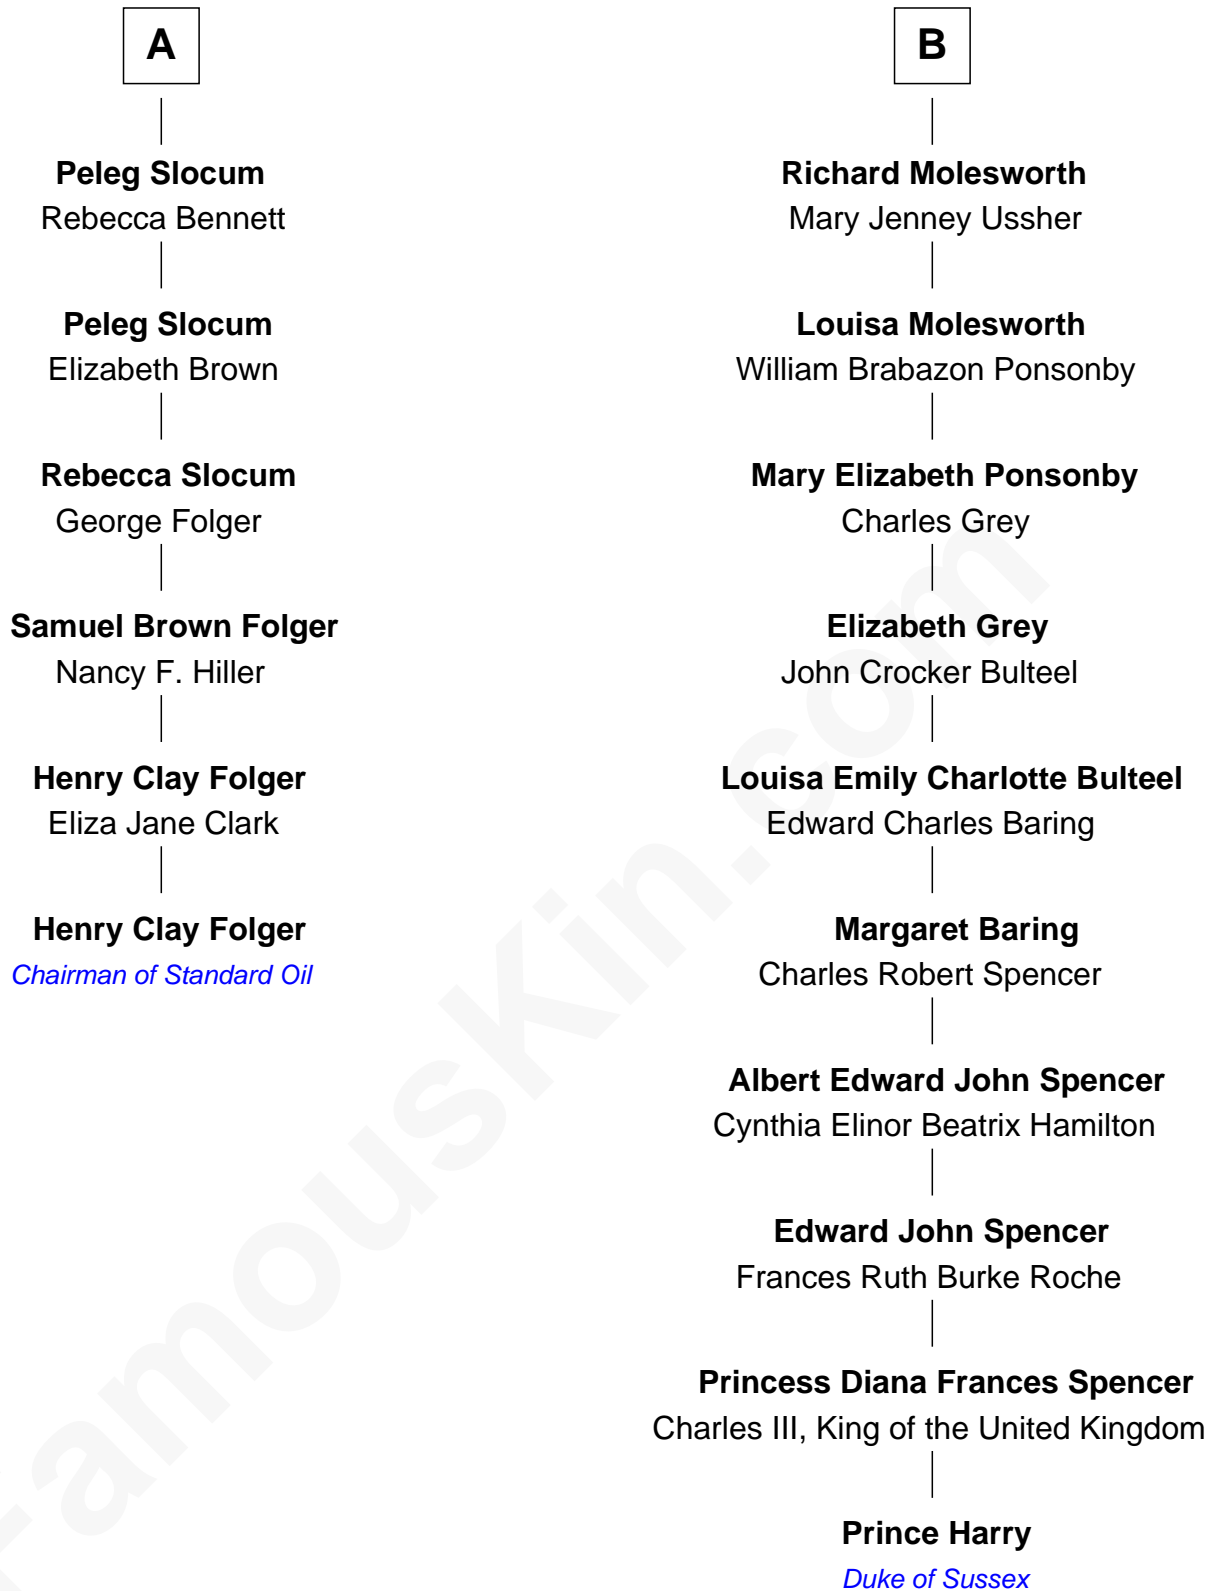 A
Peleg Slocum
Rebecca Bennett
Peleg Slocum
Elizabeth Brown
Rebecca Slocum
George Folger
Samuel Brown Folger
Nancy F. Hiller
Henry Clay Folger
Eliza Jane Clark
Henry Clay Folger
Chairman of Standard Oil
B
Richard Molesworth
Mary Jenney Ussher
Louisa Molesworth
William Brabazon Ponsonby
Mary Elizabeth Ponsonby
Charles Grey
Elizabeth Grey
John Crocker Bulteel
Louisa Emily Charlotte Bulteel
Edward Charles Baring
Margaret Baring
Charles Robert Spencer
Albert Edward John Spencer
Cynthia Elinor Beatrix Hamilton
Edward John Spencer
Frances Ruth Burke Roche
Princess Diana Frances Spencer
Charles III, King of the United Kingdom
Prince Harry
Duke of Sussex
FamousKin.com